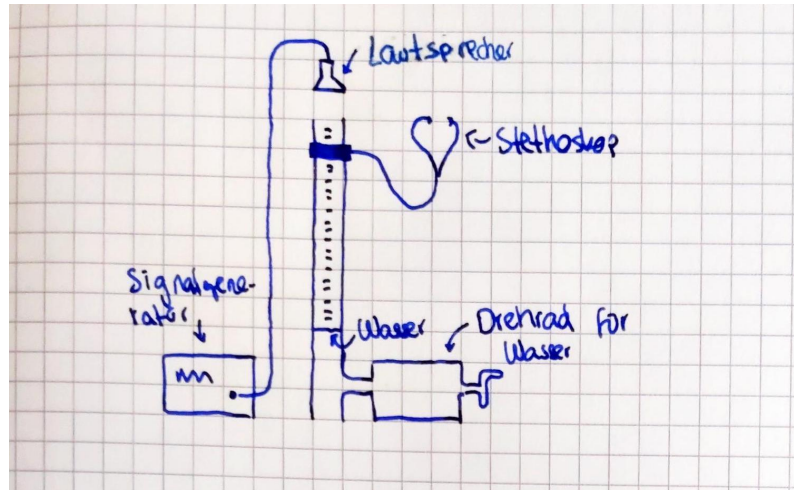 Lautsprecher
Stethoskop
Signalgene-
rator
Wasser
Drehrad für
Wasser